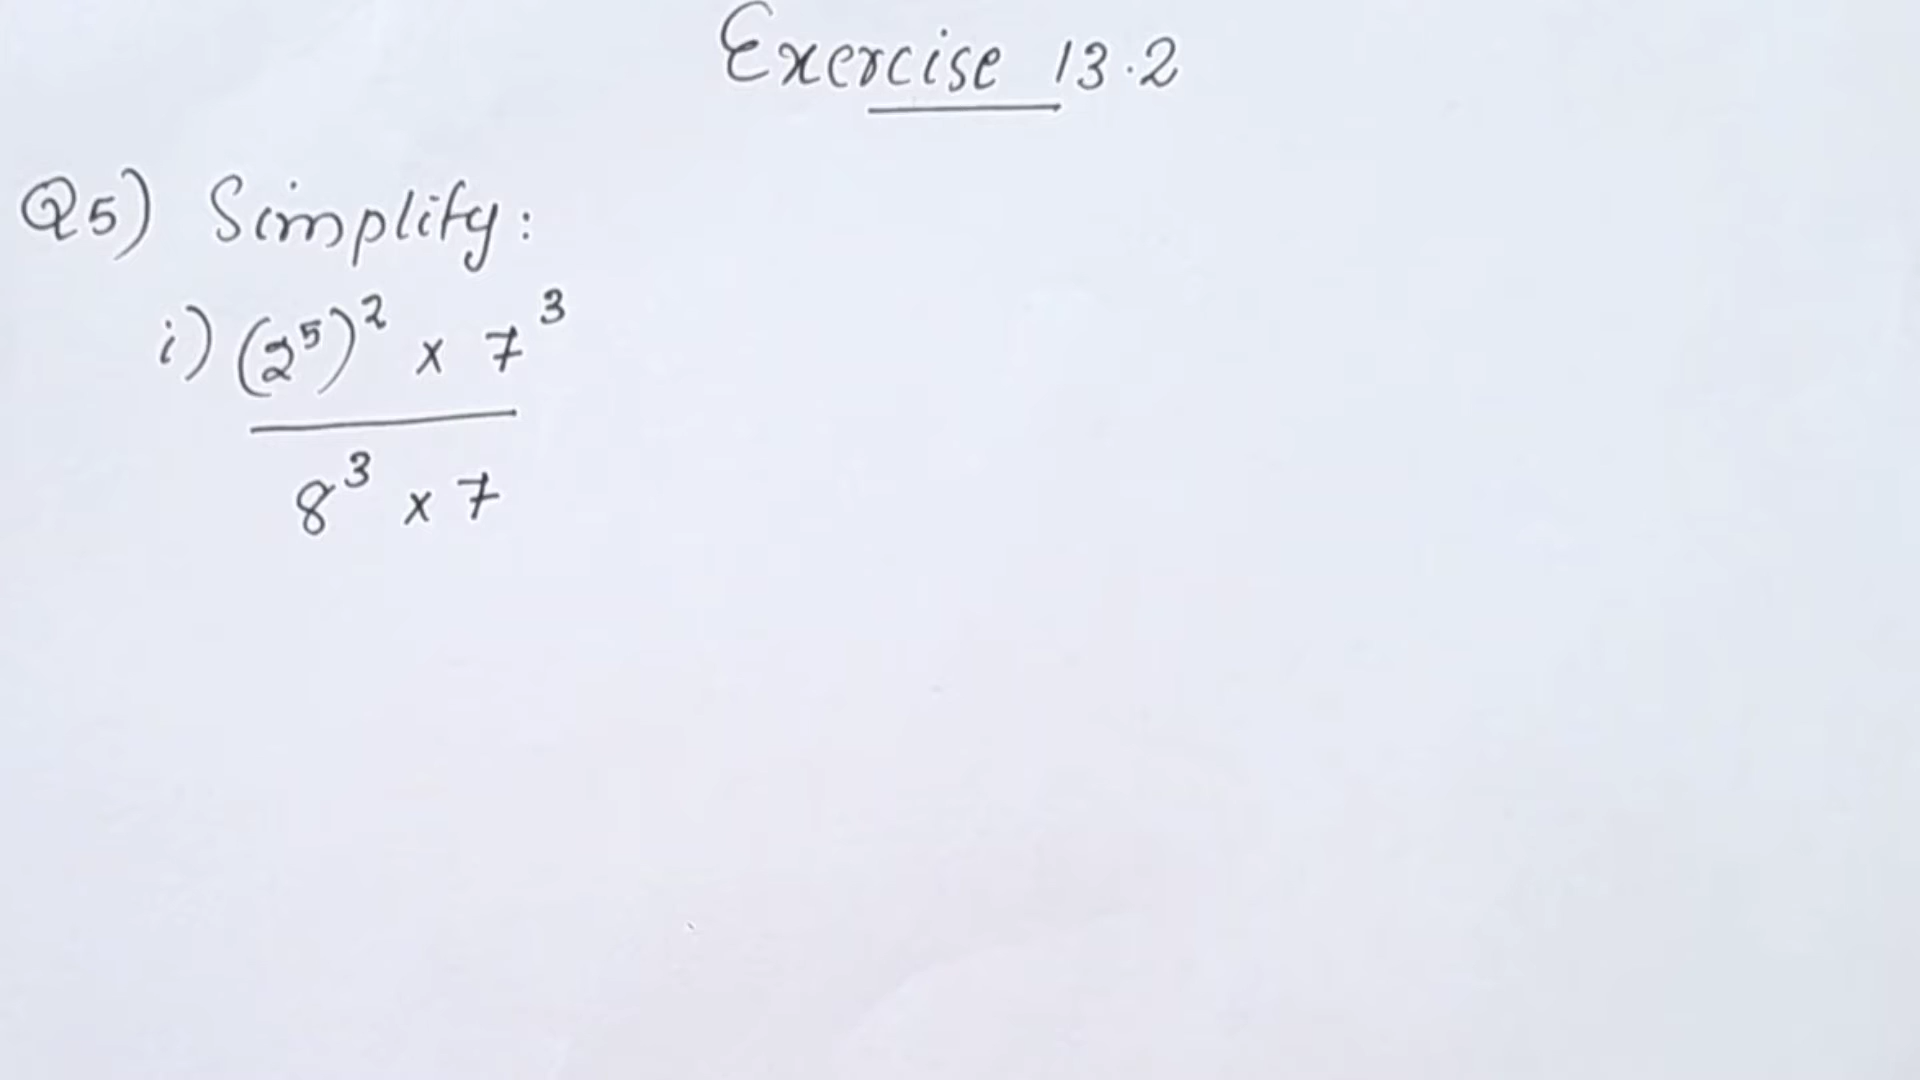 Exercise 13.2
Q5) Simplify:
i) (2⁵)² x 7³
8³ x 7